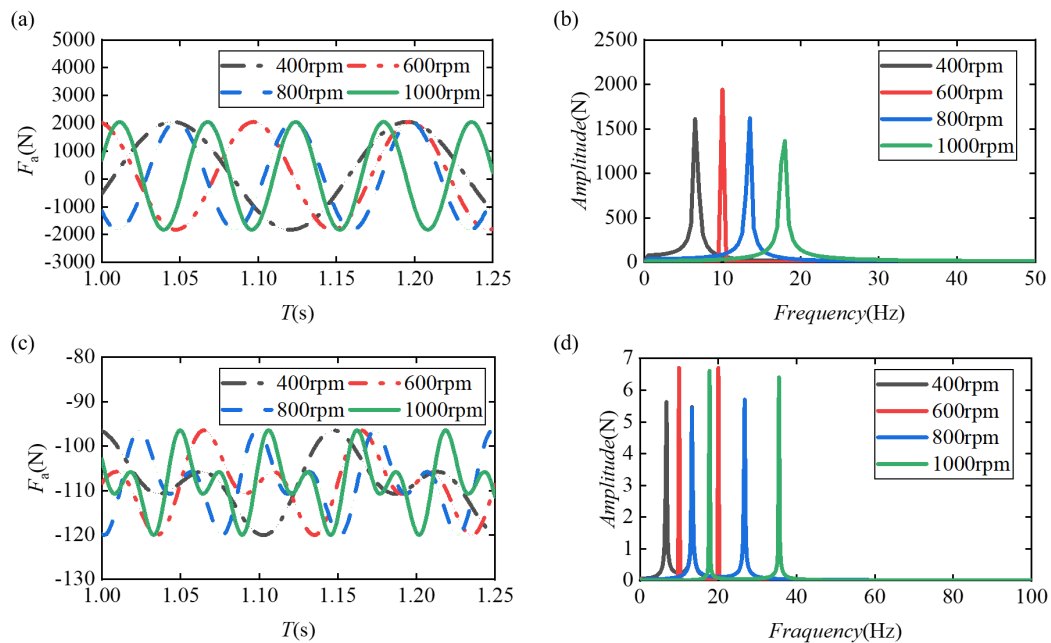 (a)
5000
4000
3000
2000
1000
0
-1000
-2000
-3000
Fa(N)
400rpm 600rpm
800rpm 1000rpm
1.00 1.05 1.10 1.15 1.20 1.25
T(s)
(b)
2500
2000
1500
1000
500
0
Amplitude(N)
400rpm
600rpm
800rpm
1000rpm
0 10 20 30 40 50
Frequency(Hz)
(c)
-80
-90
-100
-110
-120
-130
Fa(N)
400rpm 600rpm
800rpm 1000rpm
1.00 1.05 1.10 1.15 1.20 1.25
T(s)
(d)
7
6
5
4
3
2
1
0
Amplitude(N)
400rpm
600rpm
800rpm
1000rpm
0 20 40 60 80 100
Fraquency(Hz)